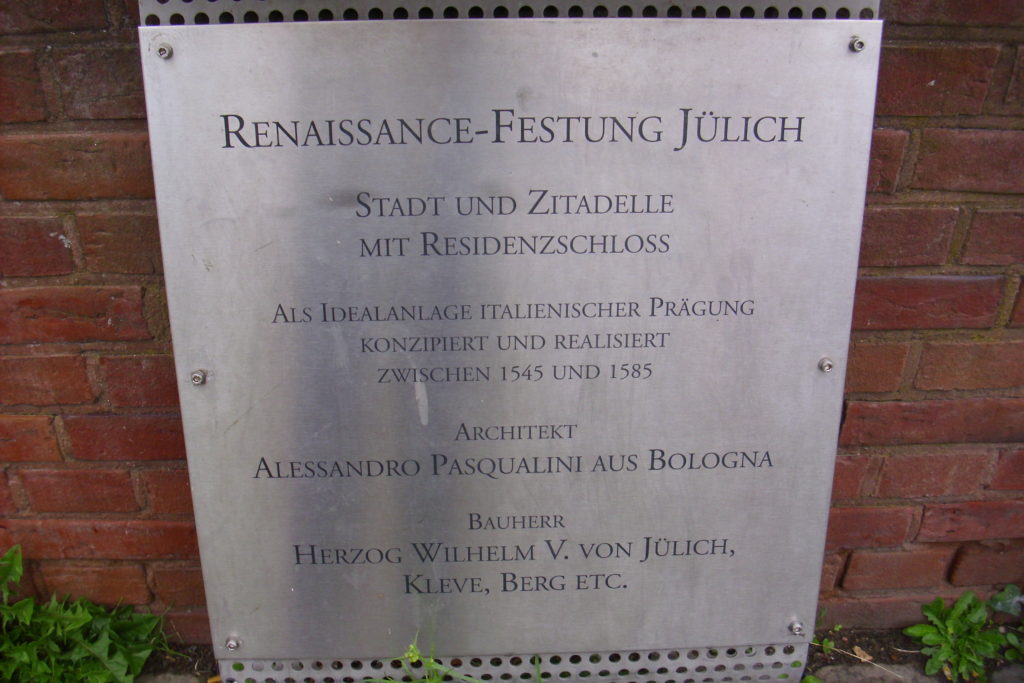 RENAISSANCE-FESTUNG JÜLICH
STADT UND ZITADELLE
MIT RESIDENZSCHLOSS
ALS IDEALANLAGE ITALIENISCHER PRÄGUNG
KONZIPIERT UND REALISIERT
ZWISCHEN 1545 UND 1585
ARCHITEKT
ALESSANDRO PASQUALINI AUS BOLOGNA
BAUHERR
HERZOG WILHELM V. VON JÜLICH,
KLEVE, BERG ETC.